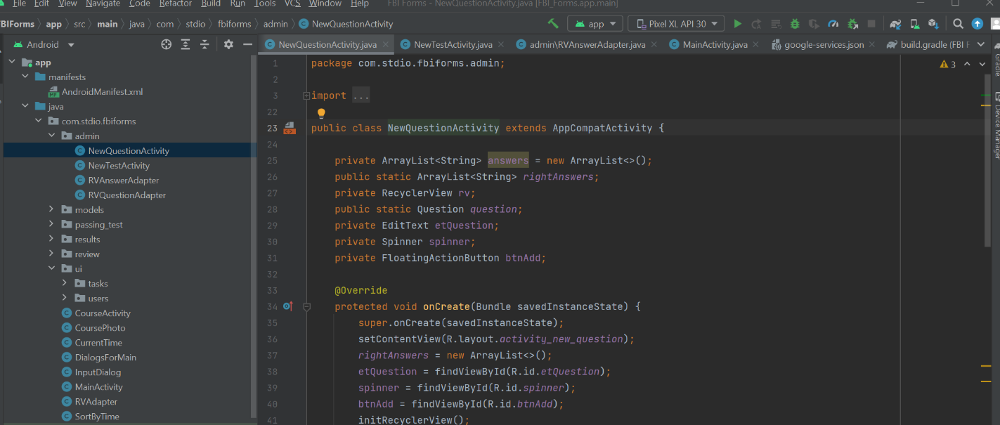 File Edit View Navigate Code Refactor Build Run Tools VCS Window Help FBI Forms - NewQuestionActivity.java [FBI_Forms.app.main]
FBIForms app src main java com stdio fbiforms admin NewQuestionActivity app Pixel XL API 30
Android
NewQuestionActivity.java NewTestActivity.java admin\RVAnswerAdapter.java MainActivity.java google-services.json build.gradle (FBI F
app
manifests
AndroidManifest.xml
java
com.stdio.fbiforms
admin
NewQuestionActivity
NewTestActivity
RVAnswerAdapter
RVQuestionAdapter
models
passing_test
results
review
ui
tasks
users
CourseActivity
CoursePhoto
CurrentTime
DialogsForMain
InputDialog
MainActivity
RVAdapter
SortByTime
1 package com.stdio.fbiforms.admin;
2
3 import ...
22
23 public class NewQuestionActivity extends AppCompatActivity {
24
25 private ArrayList<String> answers = new ArrayList<>();
26 public static ArrayList<String> rightAnswers;
27 private RecyclerView rv;
28 public static Question question;
29 private EditText etQuestion;
30 private Spinner spinner;
31 private FloatingActionButton btnAdd;
32
33 @Override
34 protected void onCreate(Bundle savedInstanceState) {
35 super.onCreate(savedInstanceState);
36 setContentView(R.layout.activity_new_question);
37 rightAnswers = new ArrayList<>();
38 etQuestion = findViewById(R.id.etQuestion);
39 spinner = findViewById(R.id.spinner);
40 btnAdd = findViewById(R.id.btnAdd);
41 initRecyclerView();
3
Gradle
Device Manager